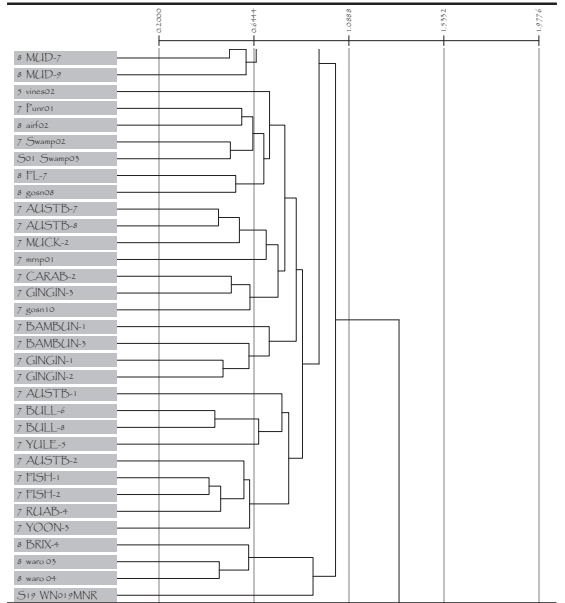 0.2000 0.6444 1.0888 1.5332 1.9776
8 MUD-7
8 MUD-9
5 vines02
7 Punr01
8 airf02
7 Swamp02
S01 Swamp03
8 FL-7
8 gosn08
7 AUSTB-7
7 AUSTB-8
7 MUCK-2
7 mrnp01
7 CARAB-2
7 GINGIN-3
7 gosn10
7 BAMBUN-1
7 BAMBUN-3
7 GINGIN-1
7 GINGIN-2
7 AUSTB-1
7 BULL-6
7 BULL-8
7 YULE-3
7 AUSTB-2
7 FISH-1
7 FISH-2
7 RUAB-4
7 YOON-3
8 BRIX-4
8 waro 03
8 waro 04
S19 WN019MNR